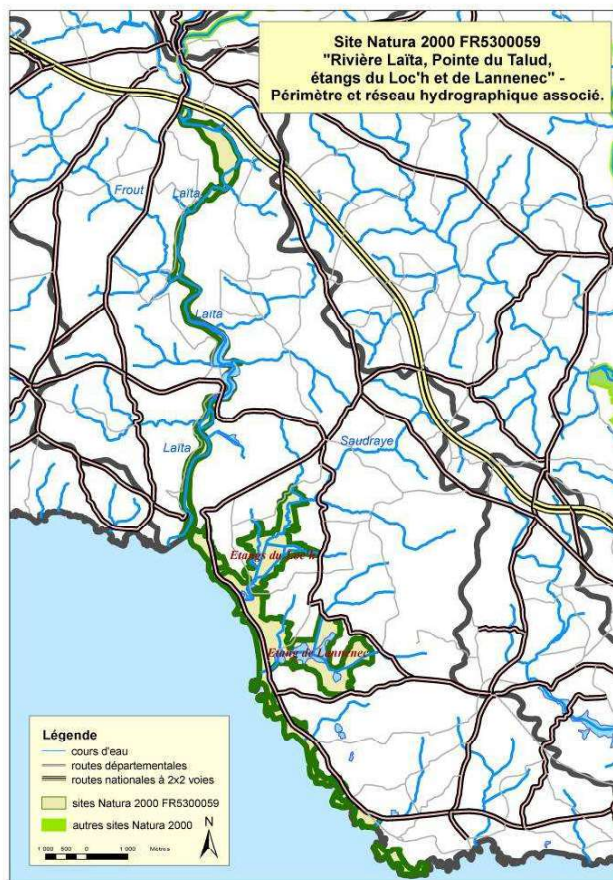 Site Natura 2000 FR5300059
"Rivière Laïta, Pointe du Talud,
étangs du Loc'h et de Lannenec" -
Périmètre et réseau hydrographique associé.
Frout
Laïta
Laïta
Laïta
Saudraye
Etangs du Loc'h
Etang de Lannenec
Légende
cours d'eau
routes départementales
routes nationales à 2x2 voies
sites Natura 2000 FR5300059
autres sites Natura 2000
N
1 000 500 0 1 000 Mètres